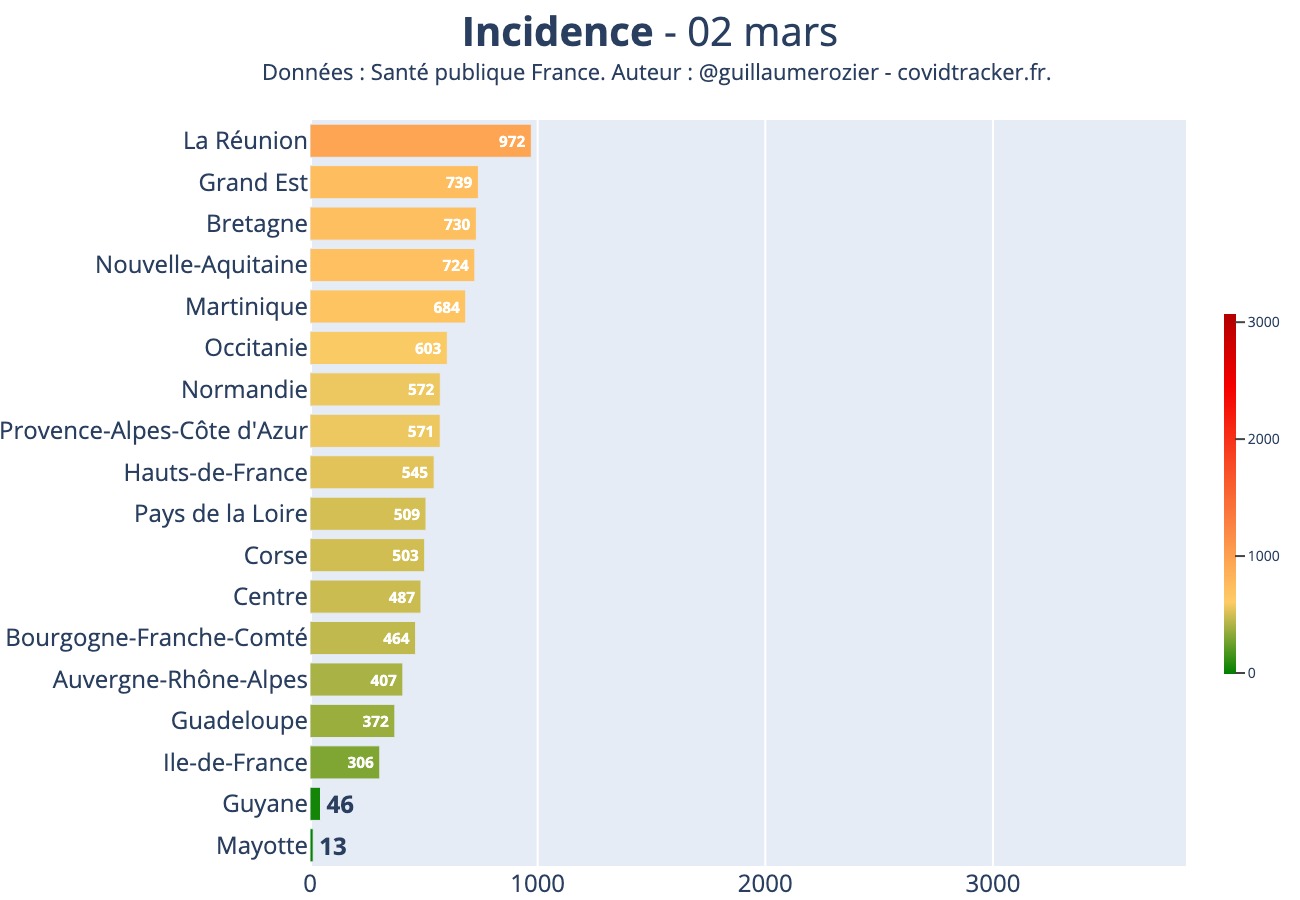 Incidence - 02 mars
Données : Santé publique France. Auteur : @guillaumerozier - covidtracker.fr.
La Réunion 972
Grand Est 739
Bretagne 730
Nouvelle-Aquitaine 724
Martinique 684
Occitanie 603
Normandie 572
Provence-Alpes-Côte d'Azur 571
Hauts-de-France 545
Pays de la Loire 509
Corse 503
Centre 487
Bourgogne-Franche-Comté 464
Auvergne-Rhône-Alpes 407
Guadeloupe 372
Ile-de-France 306
Guyane 46
Mayotte 13
0 1000 2000 3000
3000
2000
1000
0